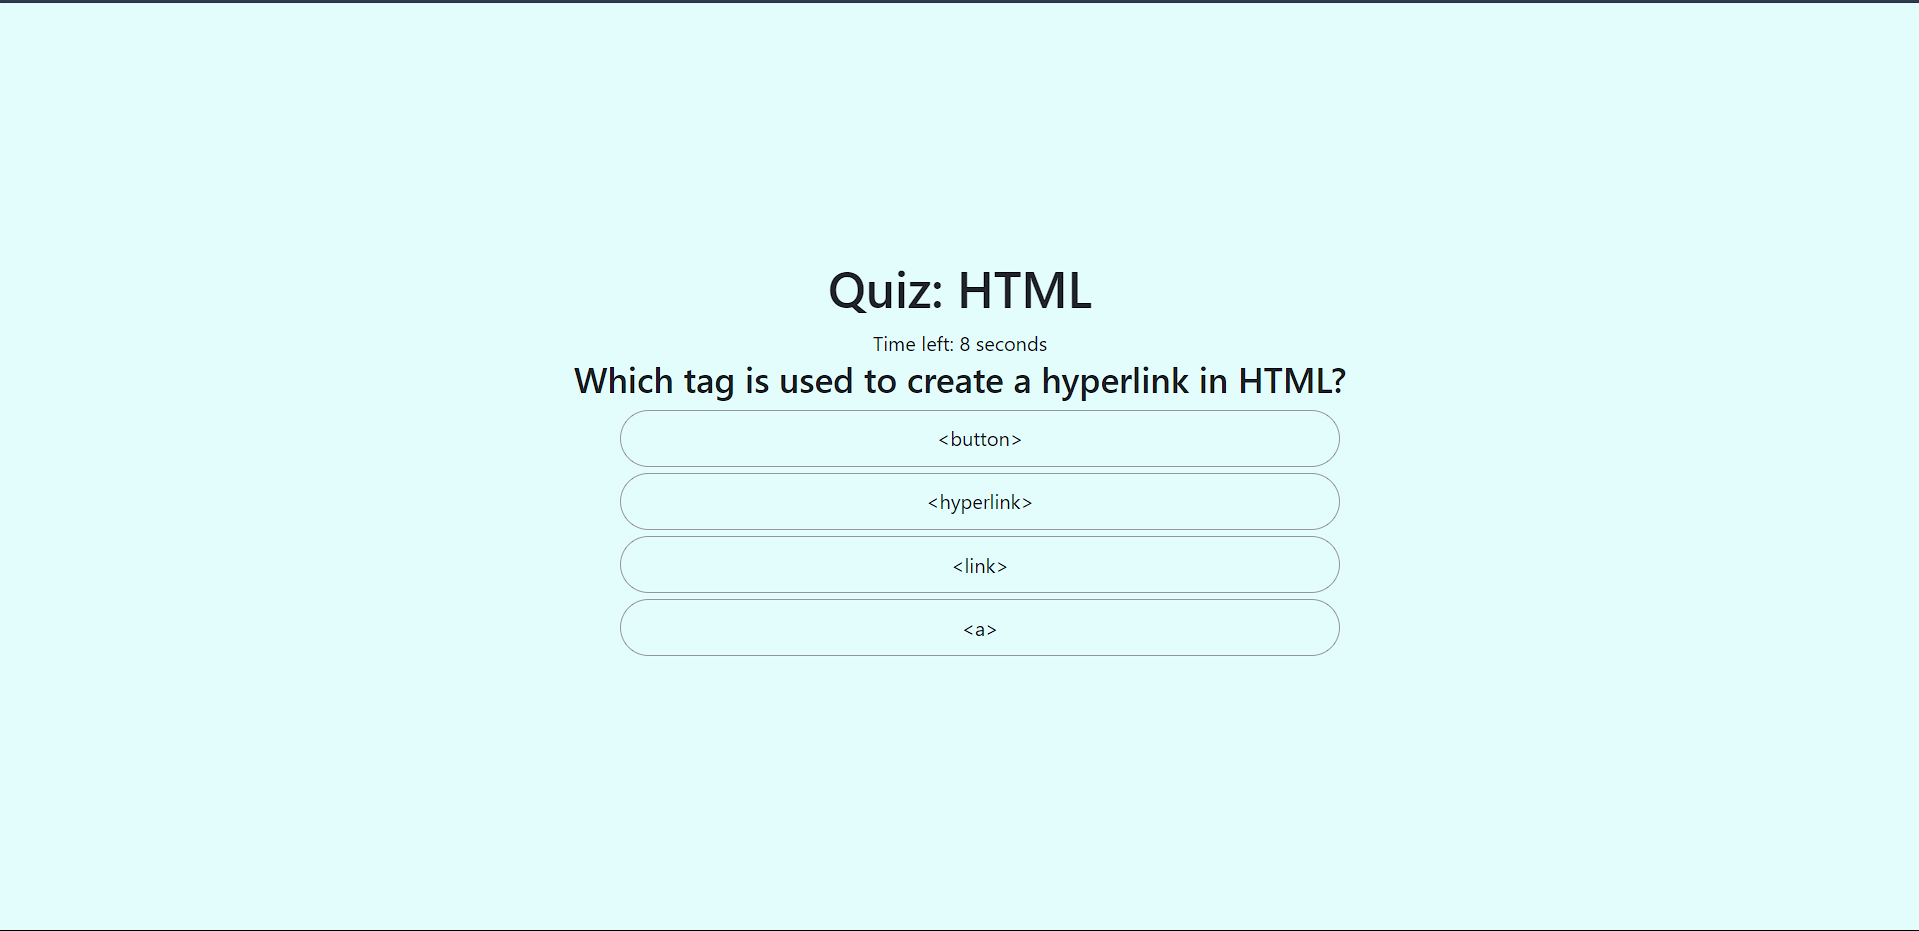 Quiz: HTML
Time left: 8 seconds
Which tag is used to create a hyperlink in HTML?
<button>
<hyperlink>
<link>
<a>